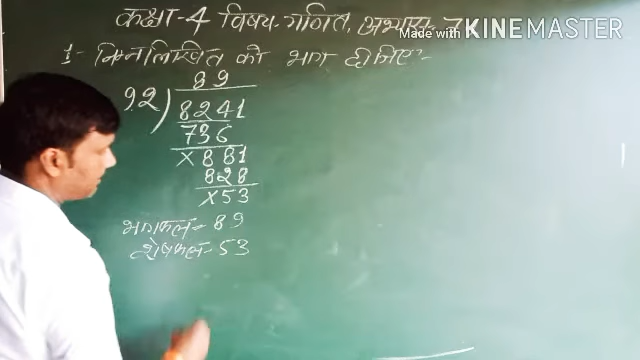 कक्षा-4 विषय-गणित, अभ्यास-7
Made with KINEMASTER
1- निम्नलिखित को भाग दीजिए-
89
92) 8241
736
×881
828
×53
भागफल = 89
शेषफल = 53